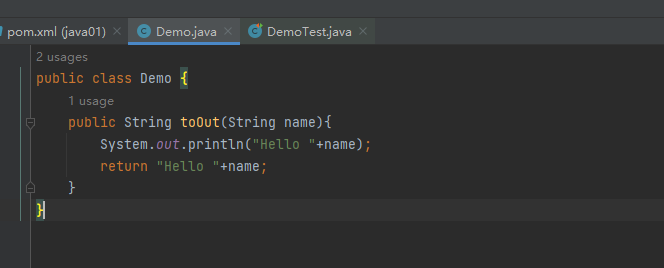 pom.xml (java01) Demo.java DemoTest.java
2 usages
public class Demo {
1 usage
public String toOut(String name){
System.out.println("Hello "+name);
return "Hello "+name;
}
}